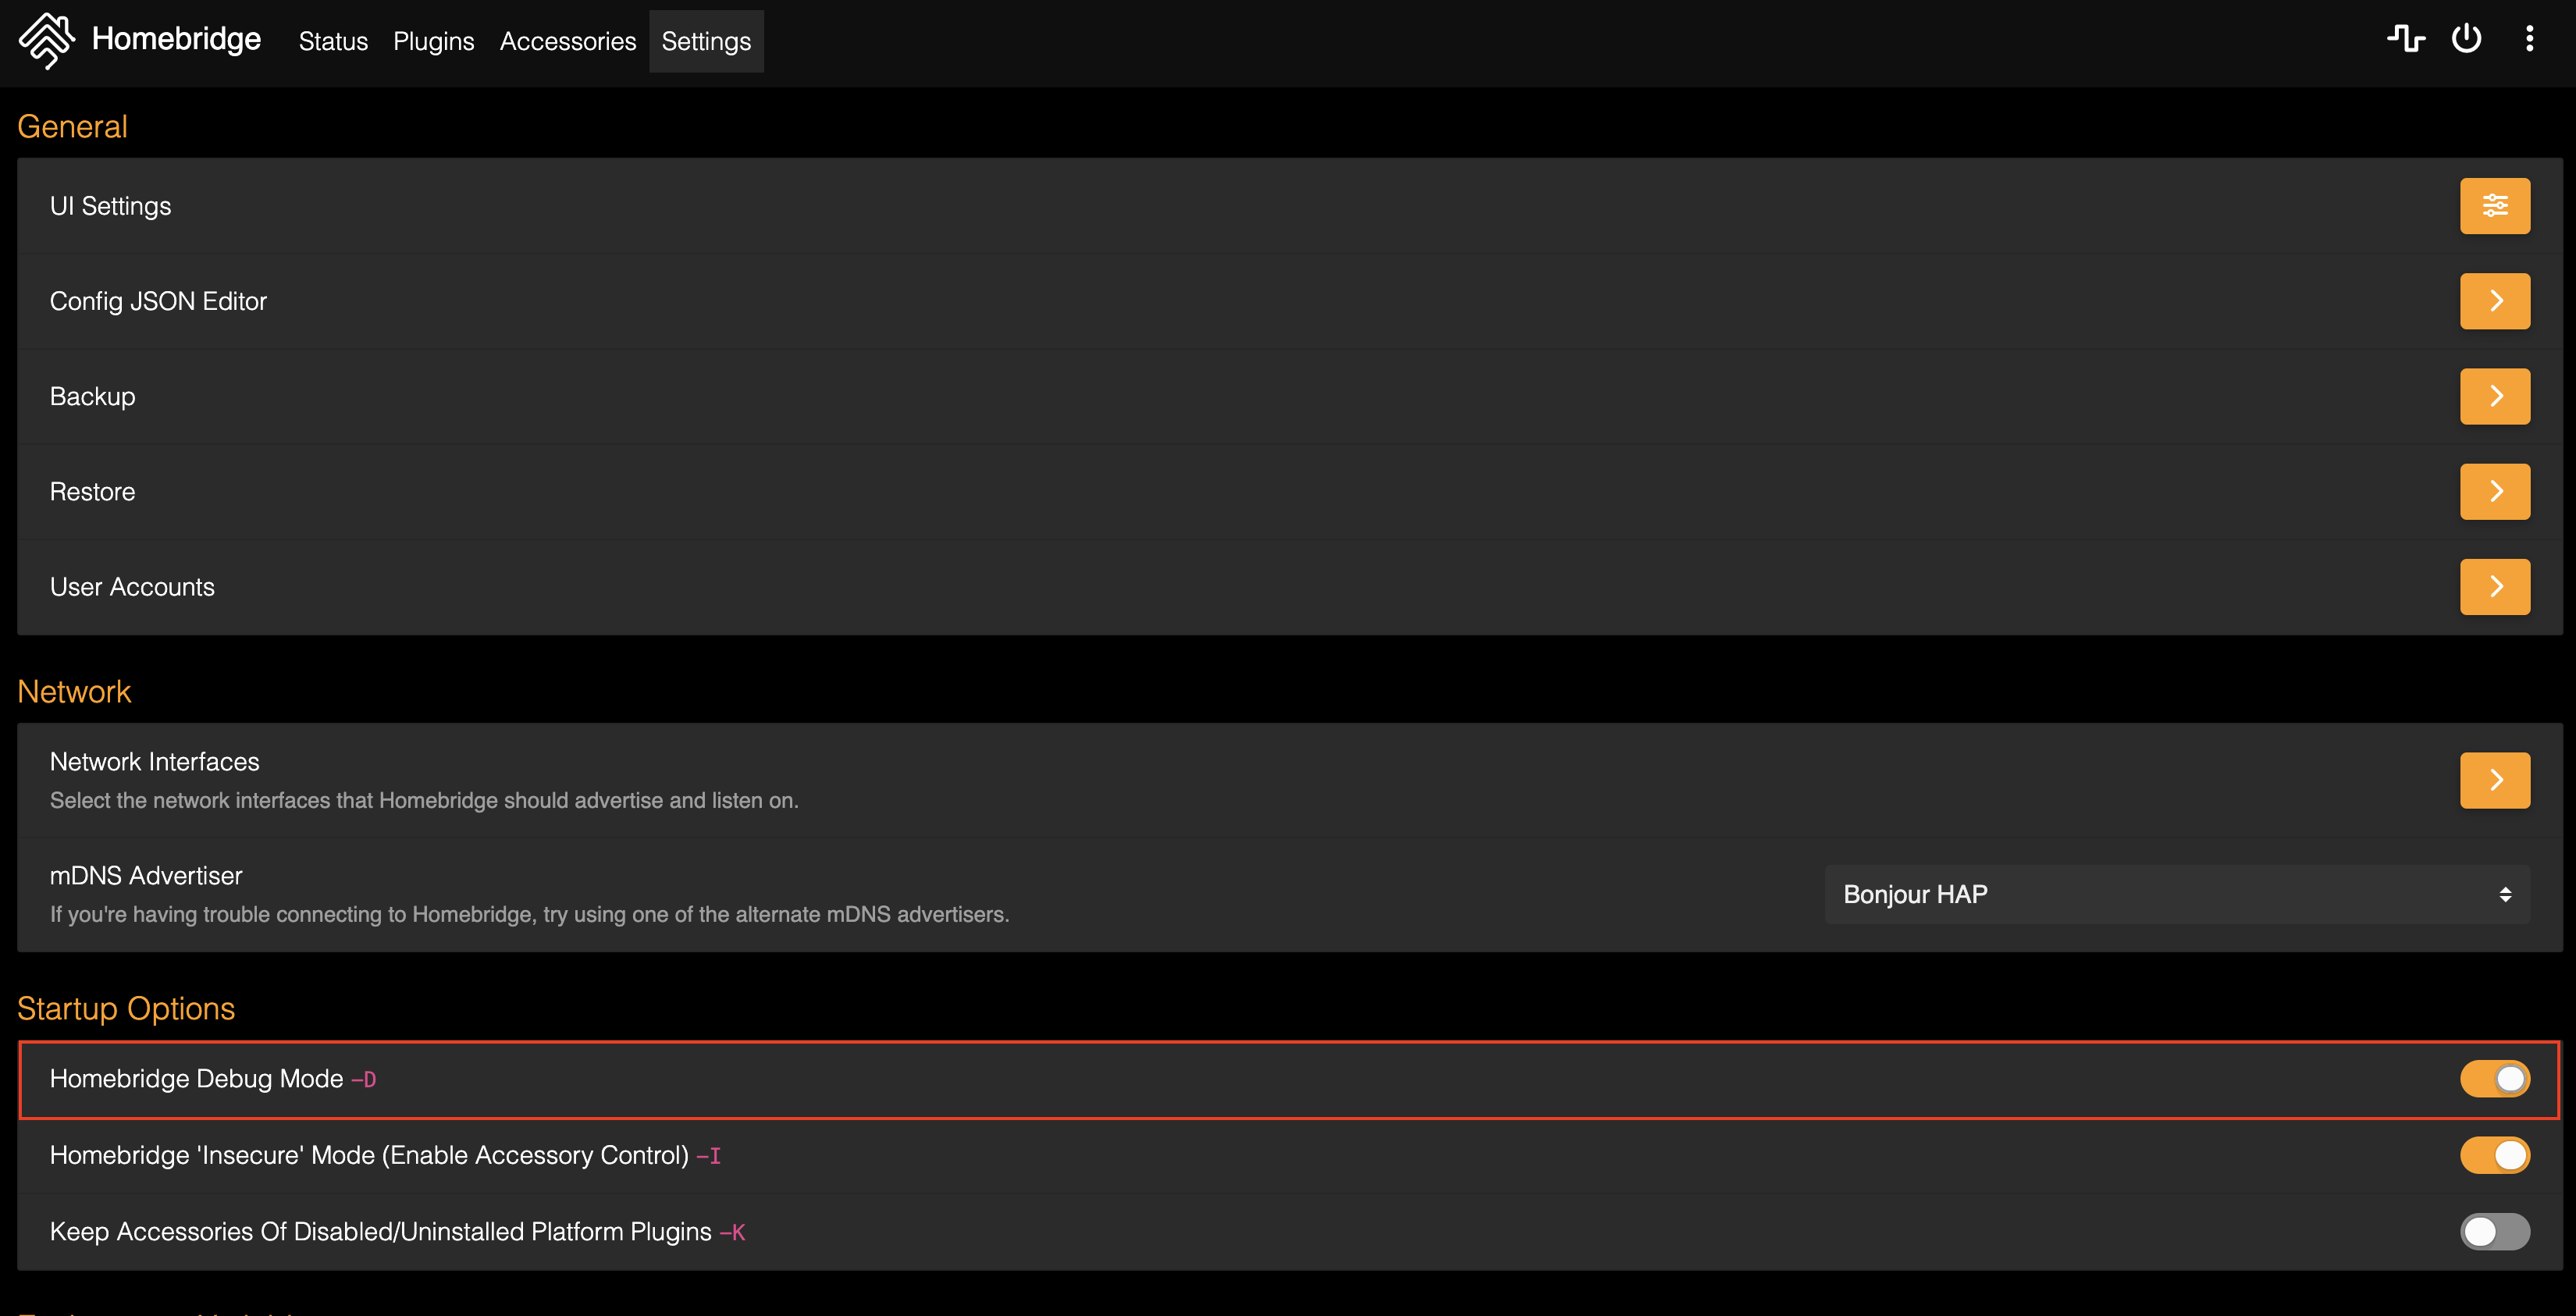 Homebridge Status Plugins Accessories Settings
General
UI Settings
Config JSON Editor
Backup
Restore
User Accounts
Network
Network Interfaces
Select the network interfaces that Homebridge should advertise and listen on.
mDNS Advertiser
If you're having trouble connecting to Homebridge, try using one of the alternate mDNS advertisers.
Bonjour HAP
Startup Options
Homebridge Debug Mode -D
Homebridge 'Insecure' Mode (Enable Accessory Control) -I
Keep Accessories Of Disabled/Uninstalled Platform Plugins -K